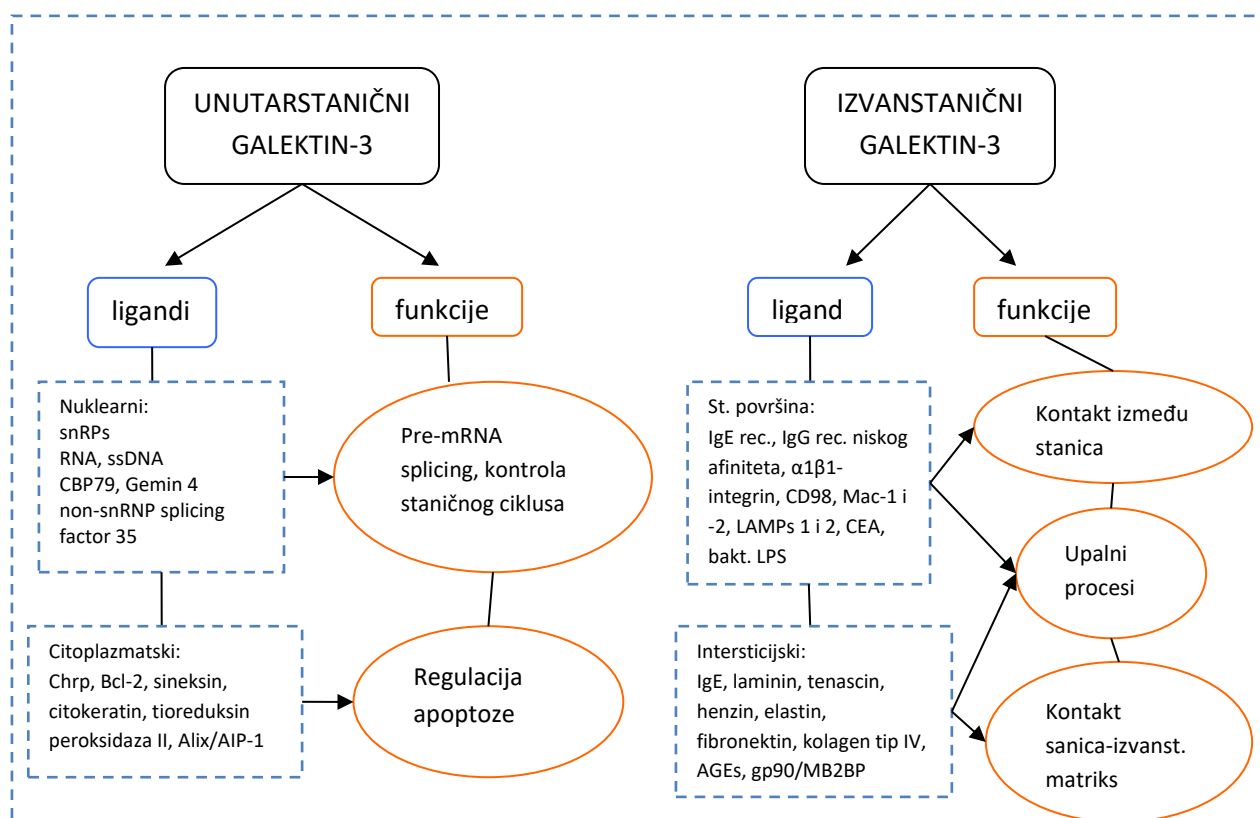 UNUTARSTANIČNI
GALEKTIN-3
ligandi
funkcije
Nuklearni:
snRPs
RNA, ssDNA
CBP79, Gemin 4
non-snRNP splicing
factor 35
Pre-mRNA
splicing, kontrola
staničnog ciklusa
Citoplazmatski:
Chrp, Bcl-2, sineksin,
citokeratin, tioreduksin
peroksidaza II, Alix/AIP-1
Regulacija
apoptoze
IZVANSTANIČNI
GALEKTIN-3
ligand
funkcije
St. površina:
IgE rec., IgG rec. niskog
afiniteta, α1β1-
integrin, CD98, Mac-1 i
-2, LAMPs 1 i 2, CEA,
bakt. LPS
Kontakt između
stanica
Upalni
procesi
Intersticijski:
IgE, laminin, tenascin,
henzin, elastin,
fibronektin, kolagen tip IV,
AGEs, gp90/MB2BP
Kontakt
sanica-izvanst.
matriks